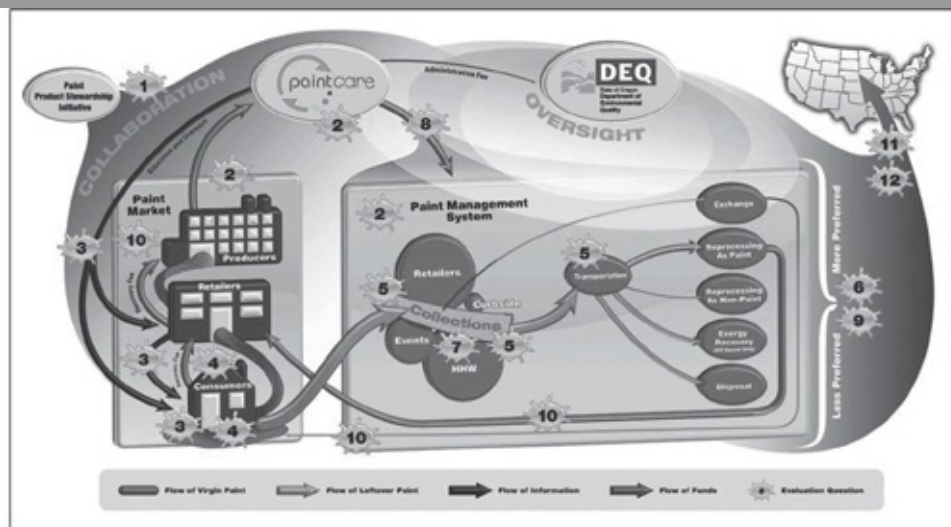 Paint
Product Stewardship
Initiative
1
COLLABORATION
paintcare
2
Administrative Fee
DEQ
State of Oregon
Department of
Environmental
Quality
OVERSIGHT
8
11
12
2
Paint
Market
10
Producers
3
Retailers
3
4
Consumers
3
4
2
Paint Management
System
Retailers
5
Curbside
Collections
Events
7
5
HHW
5
Transportation
Exchange
Reprocessing
As Paint
Reprocessing
As Non-Paint
Energy
Recovery
Disposal
More Preferred
6
9
Less Preferred
10
10
Flow of Virgin Paint
Flow of Leftover Paint
Flow of Information
Flow of Funds
Evaluation Question